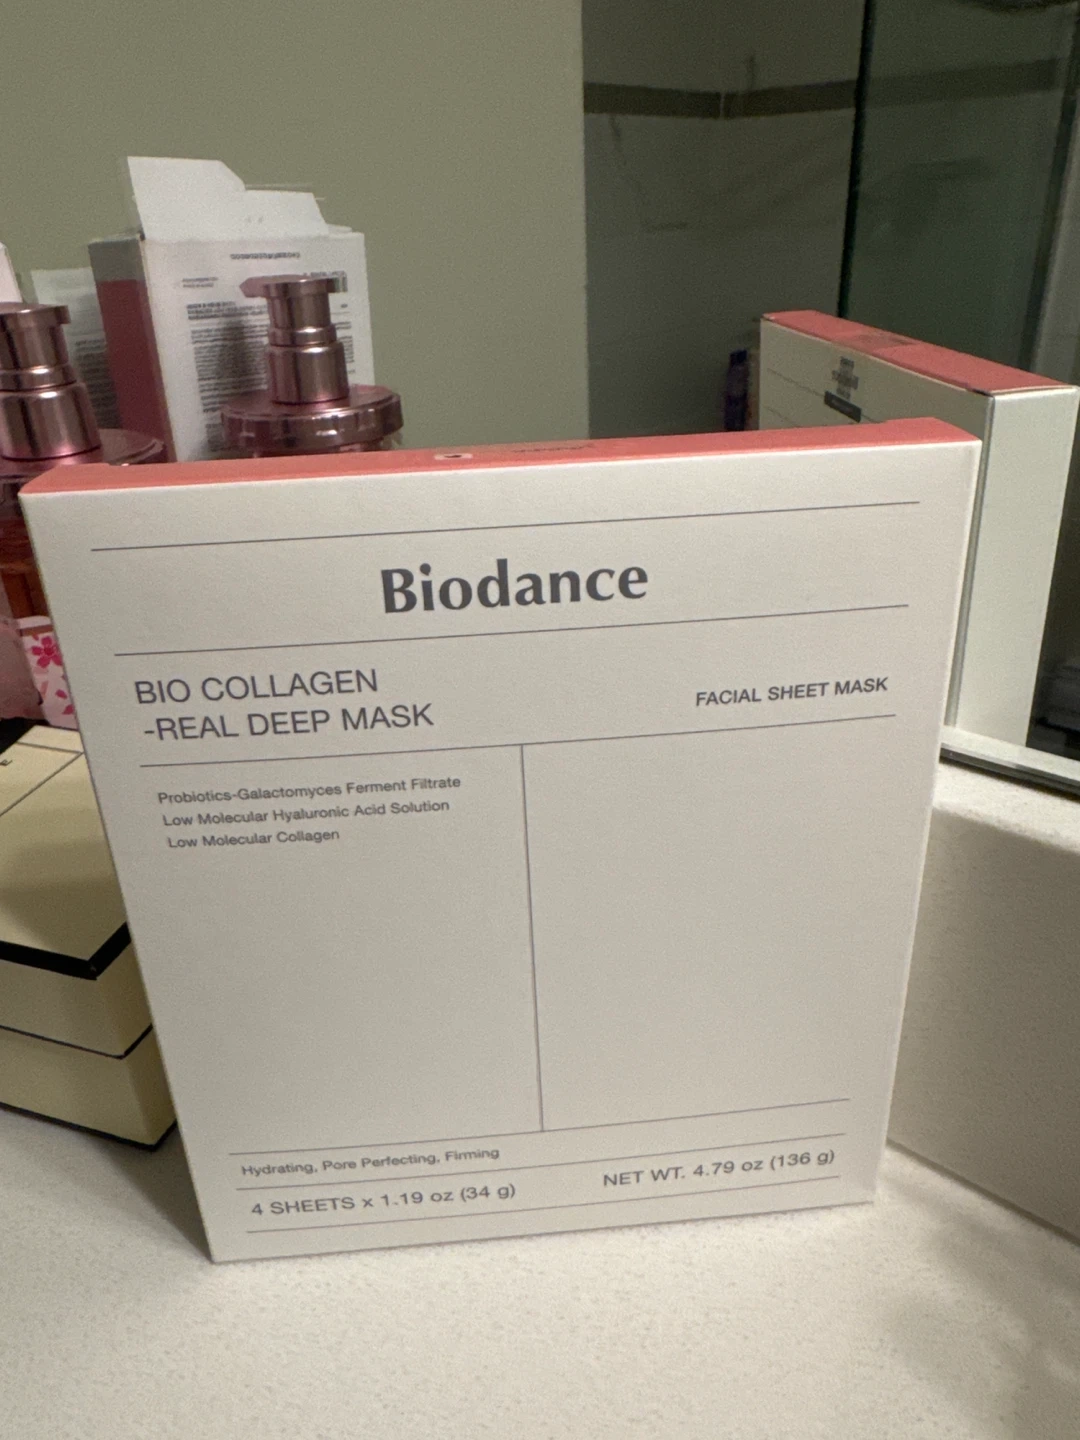 Biodance
BIO COLLAGEN
-REAL DEEP MASK
FACIAL SHEET MASK
Probiotics-Galactomyces Ferment Filtrate
Low Molecular Hyaluronic Acid Solution
Low Molecular Collagen
Hydrating, Pore Perfecting, Firming
4 SHEETS x 1.19 oz (34 g)
NET WT. 4.79 oz (136 g)